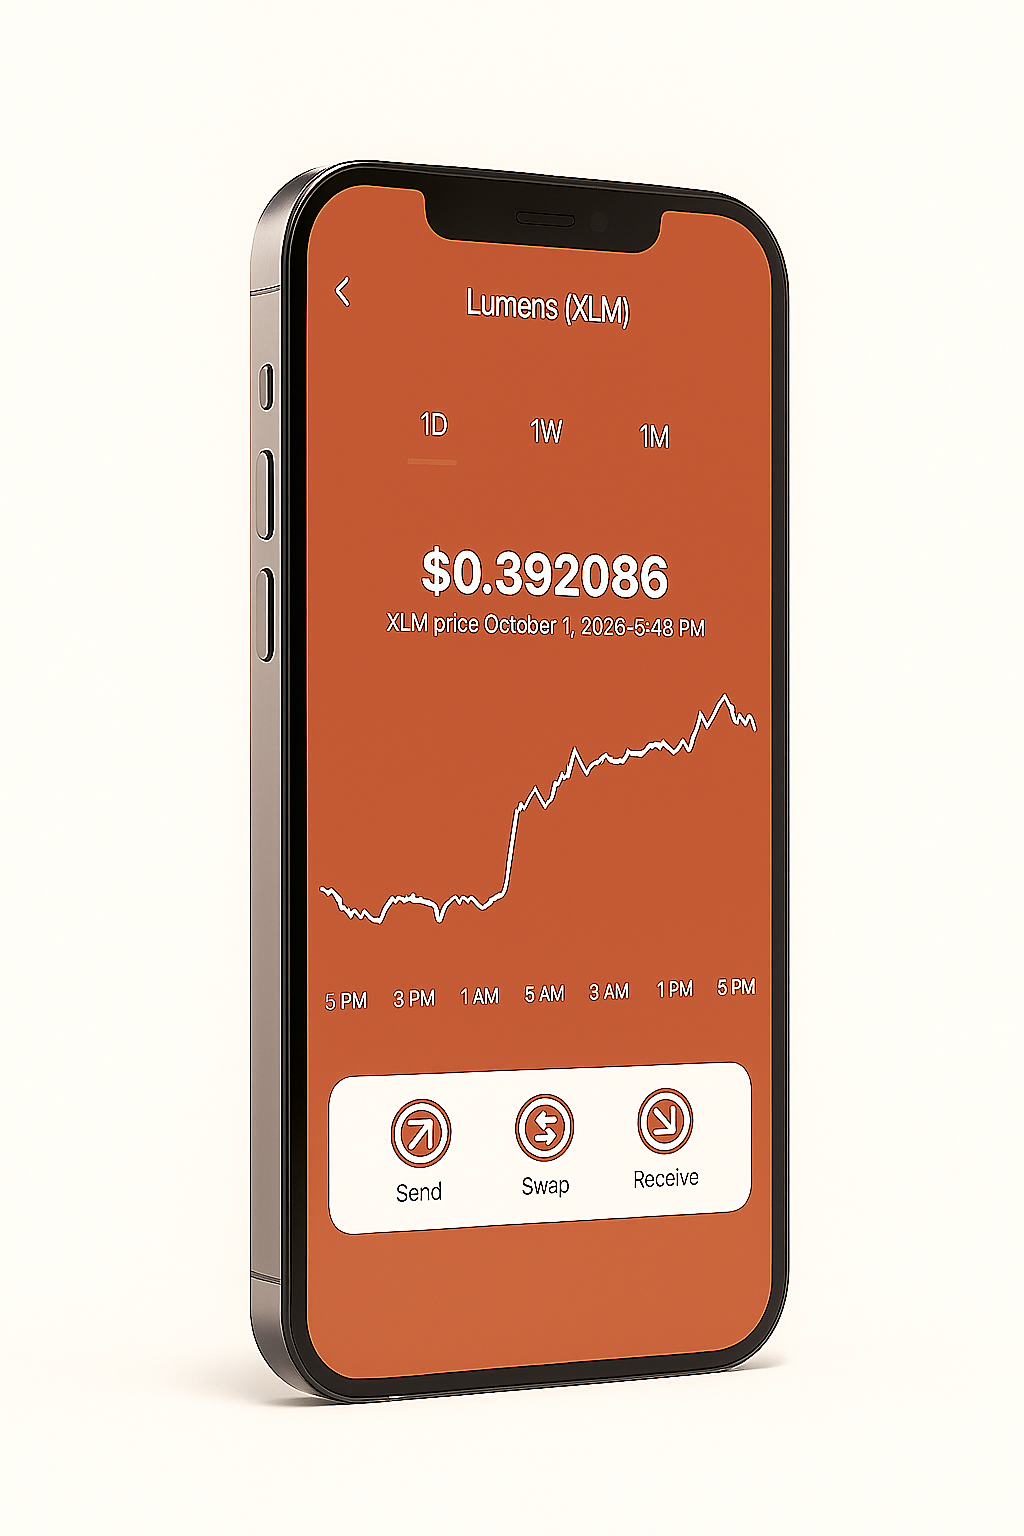 Lumens (XLM)
1D 1W 1M
$0.392086
XLM price October 1, 2026-5:48 PM
5 PM 3 PM 1 AM 5 AM 3 AM 1 PM 5 PM
Send Swap Receive